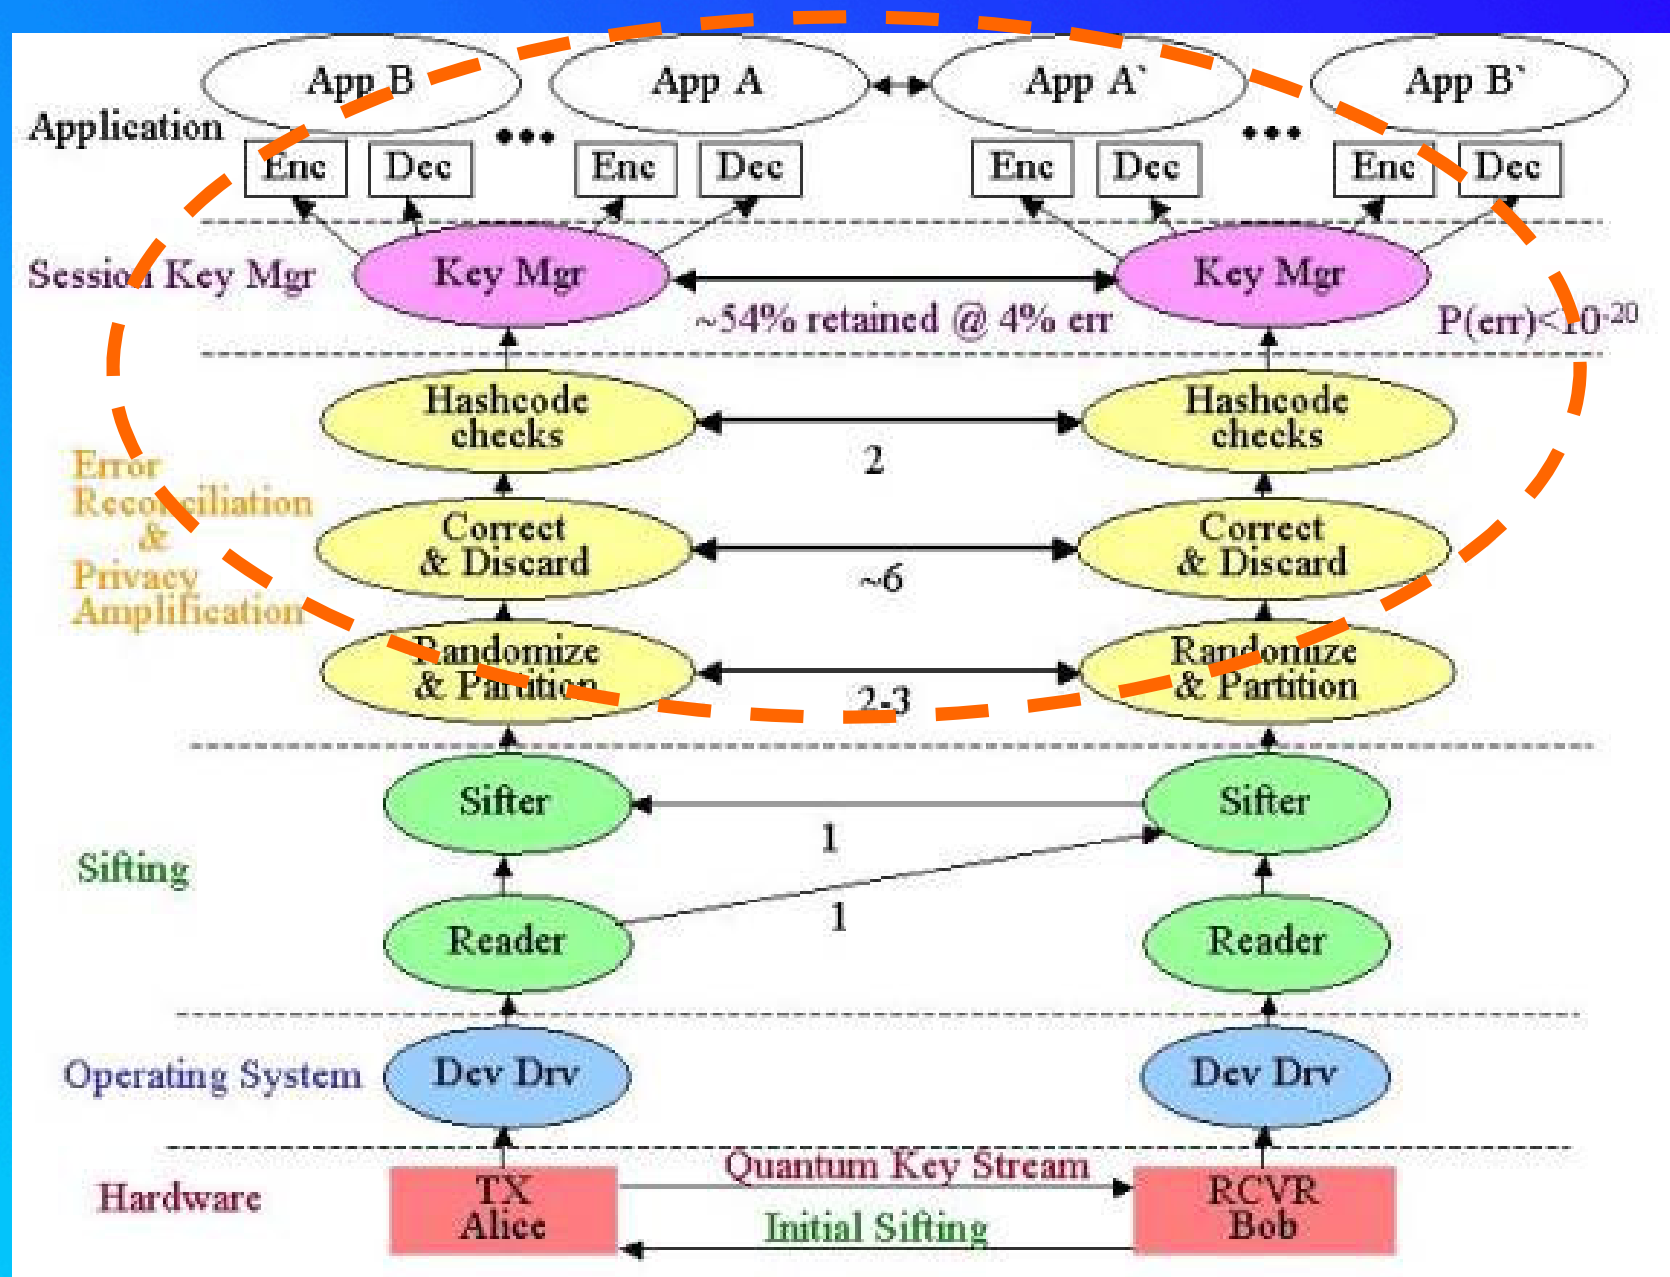 App B
App A
App A`
App B`
Application
Enc
Dec
Enc
Dec
Enc
Dec
Enc
Dec
Session Key Mgr
Key Mgr
Key Mgr
~54% retained @ 4% err
P(err)<10-20
Hashcode
checks
Hashcode
checks
2
Error
Reconciliation
&
Privacy
Amplification
Correct
& Discard
Correct
& Discard
~6
Randomize
& Partition
Randomize
& Partition
2-3
Sifter
Sifter
1
Sifting
1
Reader
Reader
Operating System
Dev Drv
Dev Drv
Quantum Key Stream
Hardware
TX
Alice
RCVR
Bob
Initial Sifting